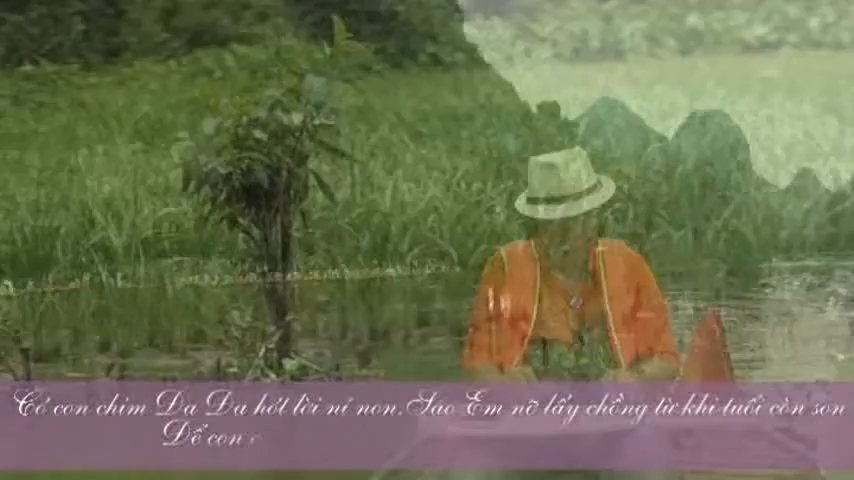 Có con chim Đa Đa hót lời nỉ non. Sao Em nỡ lấy chồng từ khi tuổi còn son
Để con